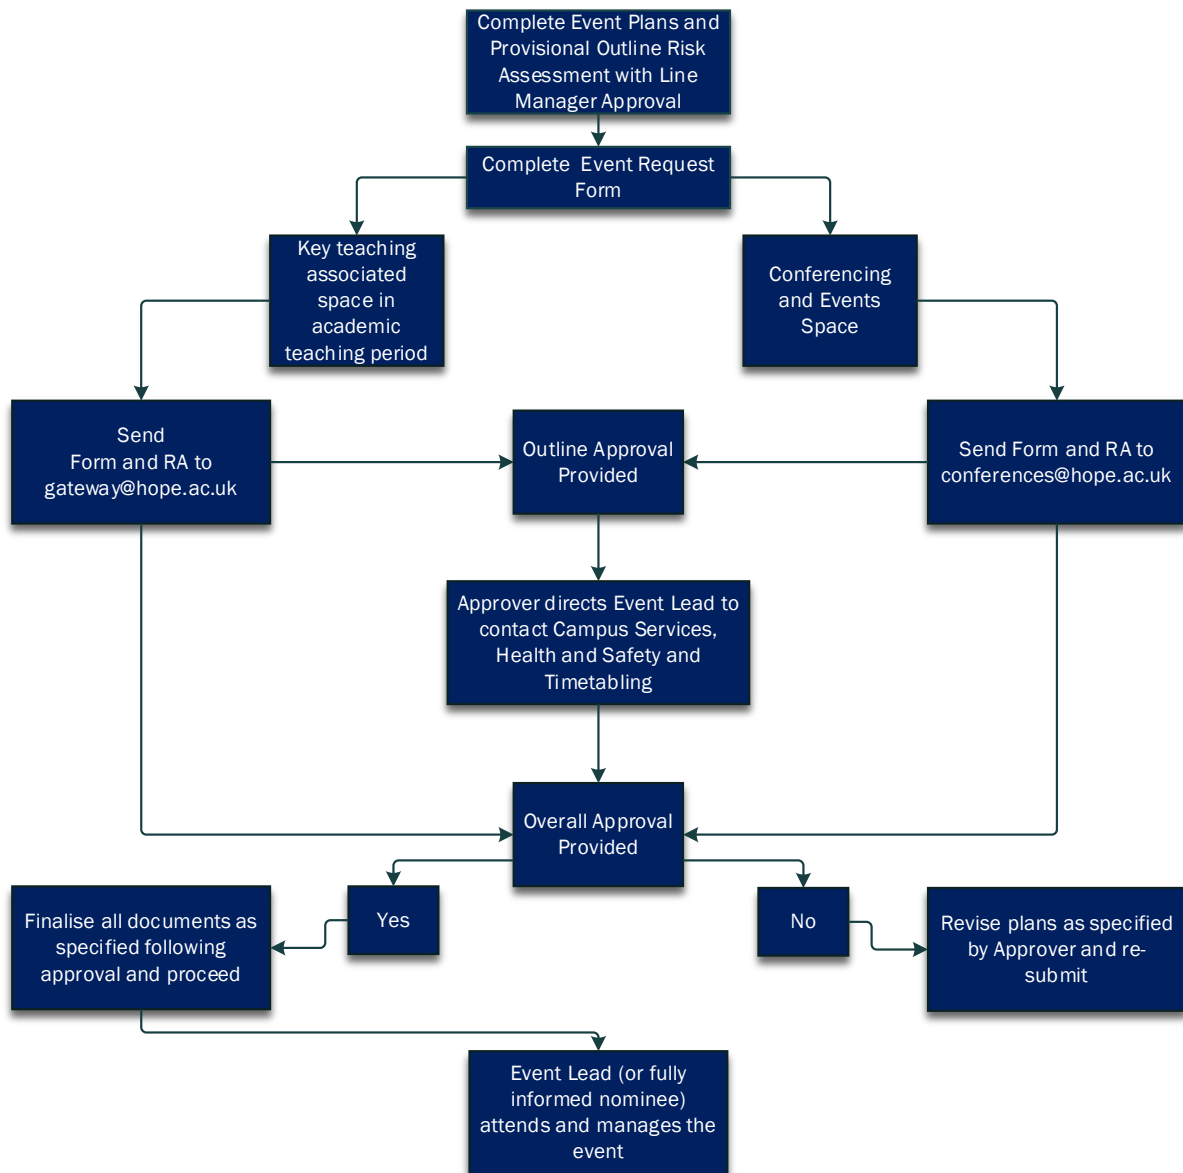 Complete Event Plans and
Provisional Outline Risk
Assessment with Line
Manager Approval
Complete Event Request
Form
Key teaching
associated
space in
academic
teaching period
Conferencing
and Events
Space
Send
Form and RA to
gateway@hope.ac.uk
Outline Approval
Provided
Send Form and RA to
conferences@hope.ac.uk
Approver directs Event Lead to
contact Campus Services,
Health and Safety and
Timetabling
Overall Approval
Provided
Finalise all documents as
specified following
approval and proceed
Yes
No
Revise plans as specified
by Approver and re-
submit
Event Lead (or fully
informed nominee)
attends and manages the
event